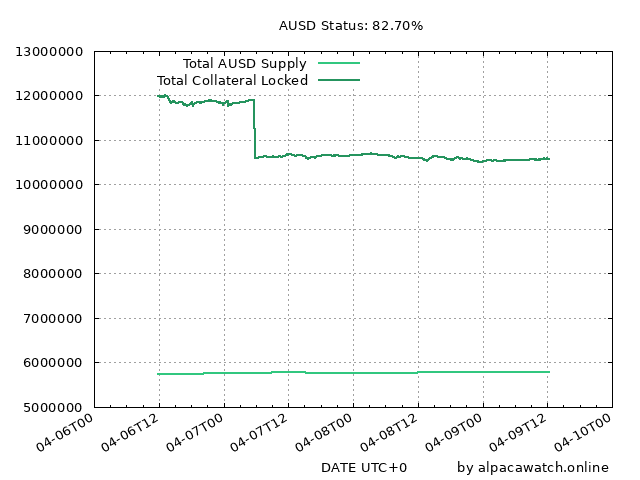 AUSD Status: 82.70%
13000000
Total AUSD Supply
Total Collateral Locked
12000000
11000000
10000000
9000000
8000000
7000000
6000000
5000000
04-06T00
04-06T12
04-07T00
04-07T12
04-08T00
04-08T12
04-09T00
04-09T12
04-10T00
DATE UTC+0
by alpacawatch.online